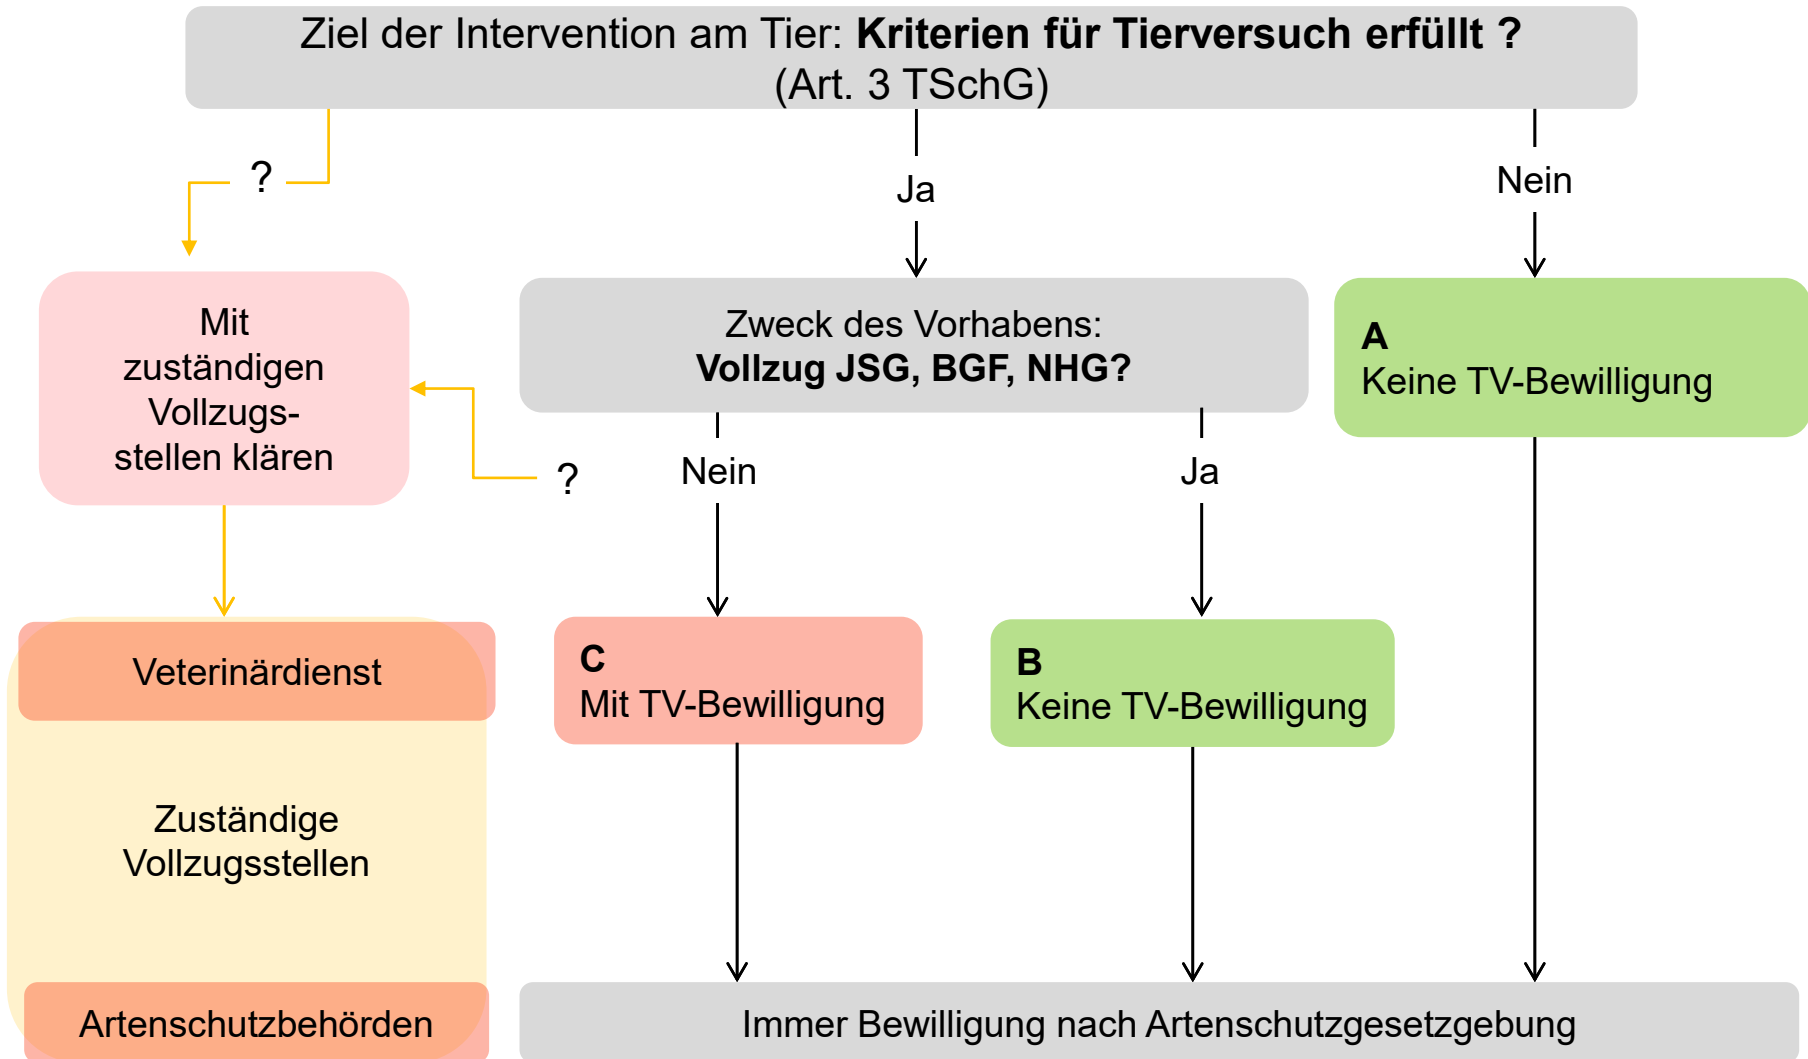 Ziel der Intervention am Tier: Kriterien für Tierversuch erfüllt ?
(Art. 3 TSchG)
?
Ja
Nein
Mit
zuständigen
Vollzugs-
stellen klären
Zweck des Vorhabens:
Vollzug JSG, BGF, NHG?
A
Keine TV-Bewilligung
?
Nein
Ja
Veterinärdienst
C
Mit TV-Bewilligung
B
Keine TV-Bewilligung
Zuständige
Vollzugsstellen
Artenschutzbehörden
Immer Bewilligung nach Artenschutzgesetzgebung